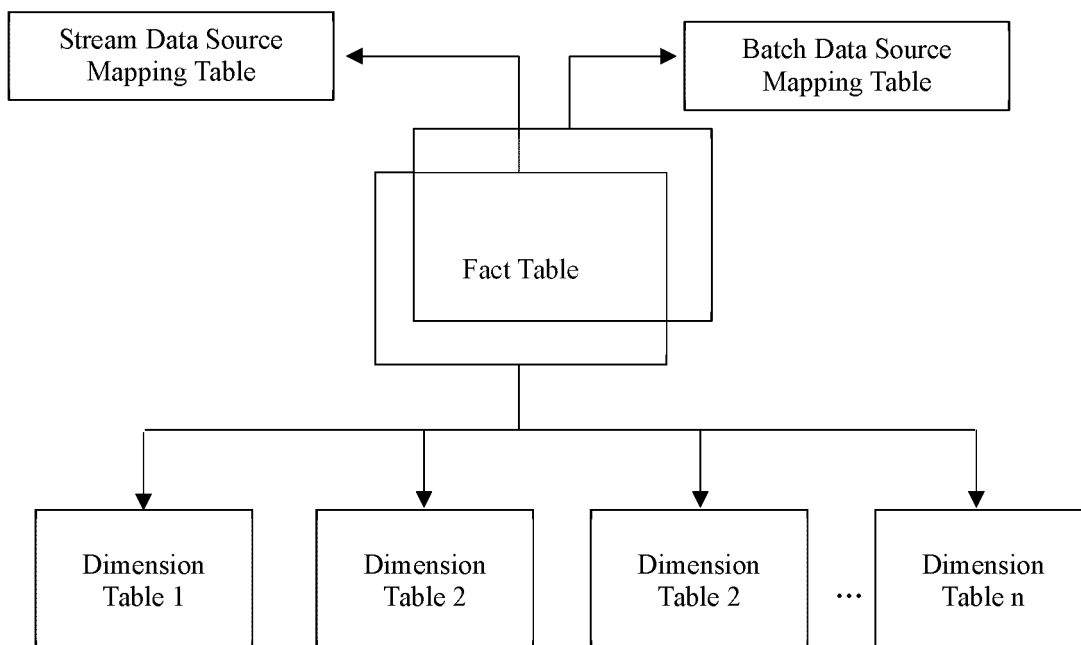 Stream Data Source
Mapping Table
Batch Data Source
Mapping Table
Fact Table
Dimension
Table 1
Dimension
Table 2
Dimension
Table 2
...
Dimension
Table n